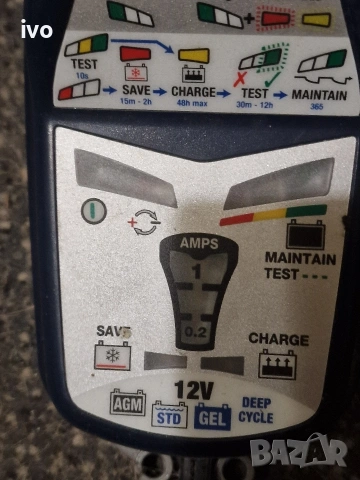 ivo
TEST
10s
SAVE
15m - 2h
CHARGE
48h max
TEST
30m - 12h
MAINTAIN
365
AMPS
1
0.2
MAINTAIN
TEST ---
SAVE
CHARGE
12V
AGM
STD
GEL
DEEP
CYCLE
BAZAR